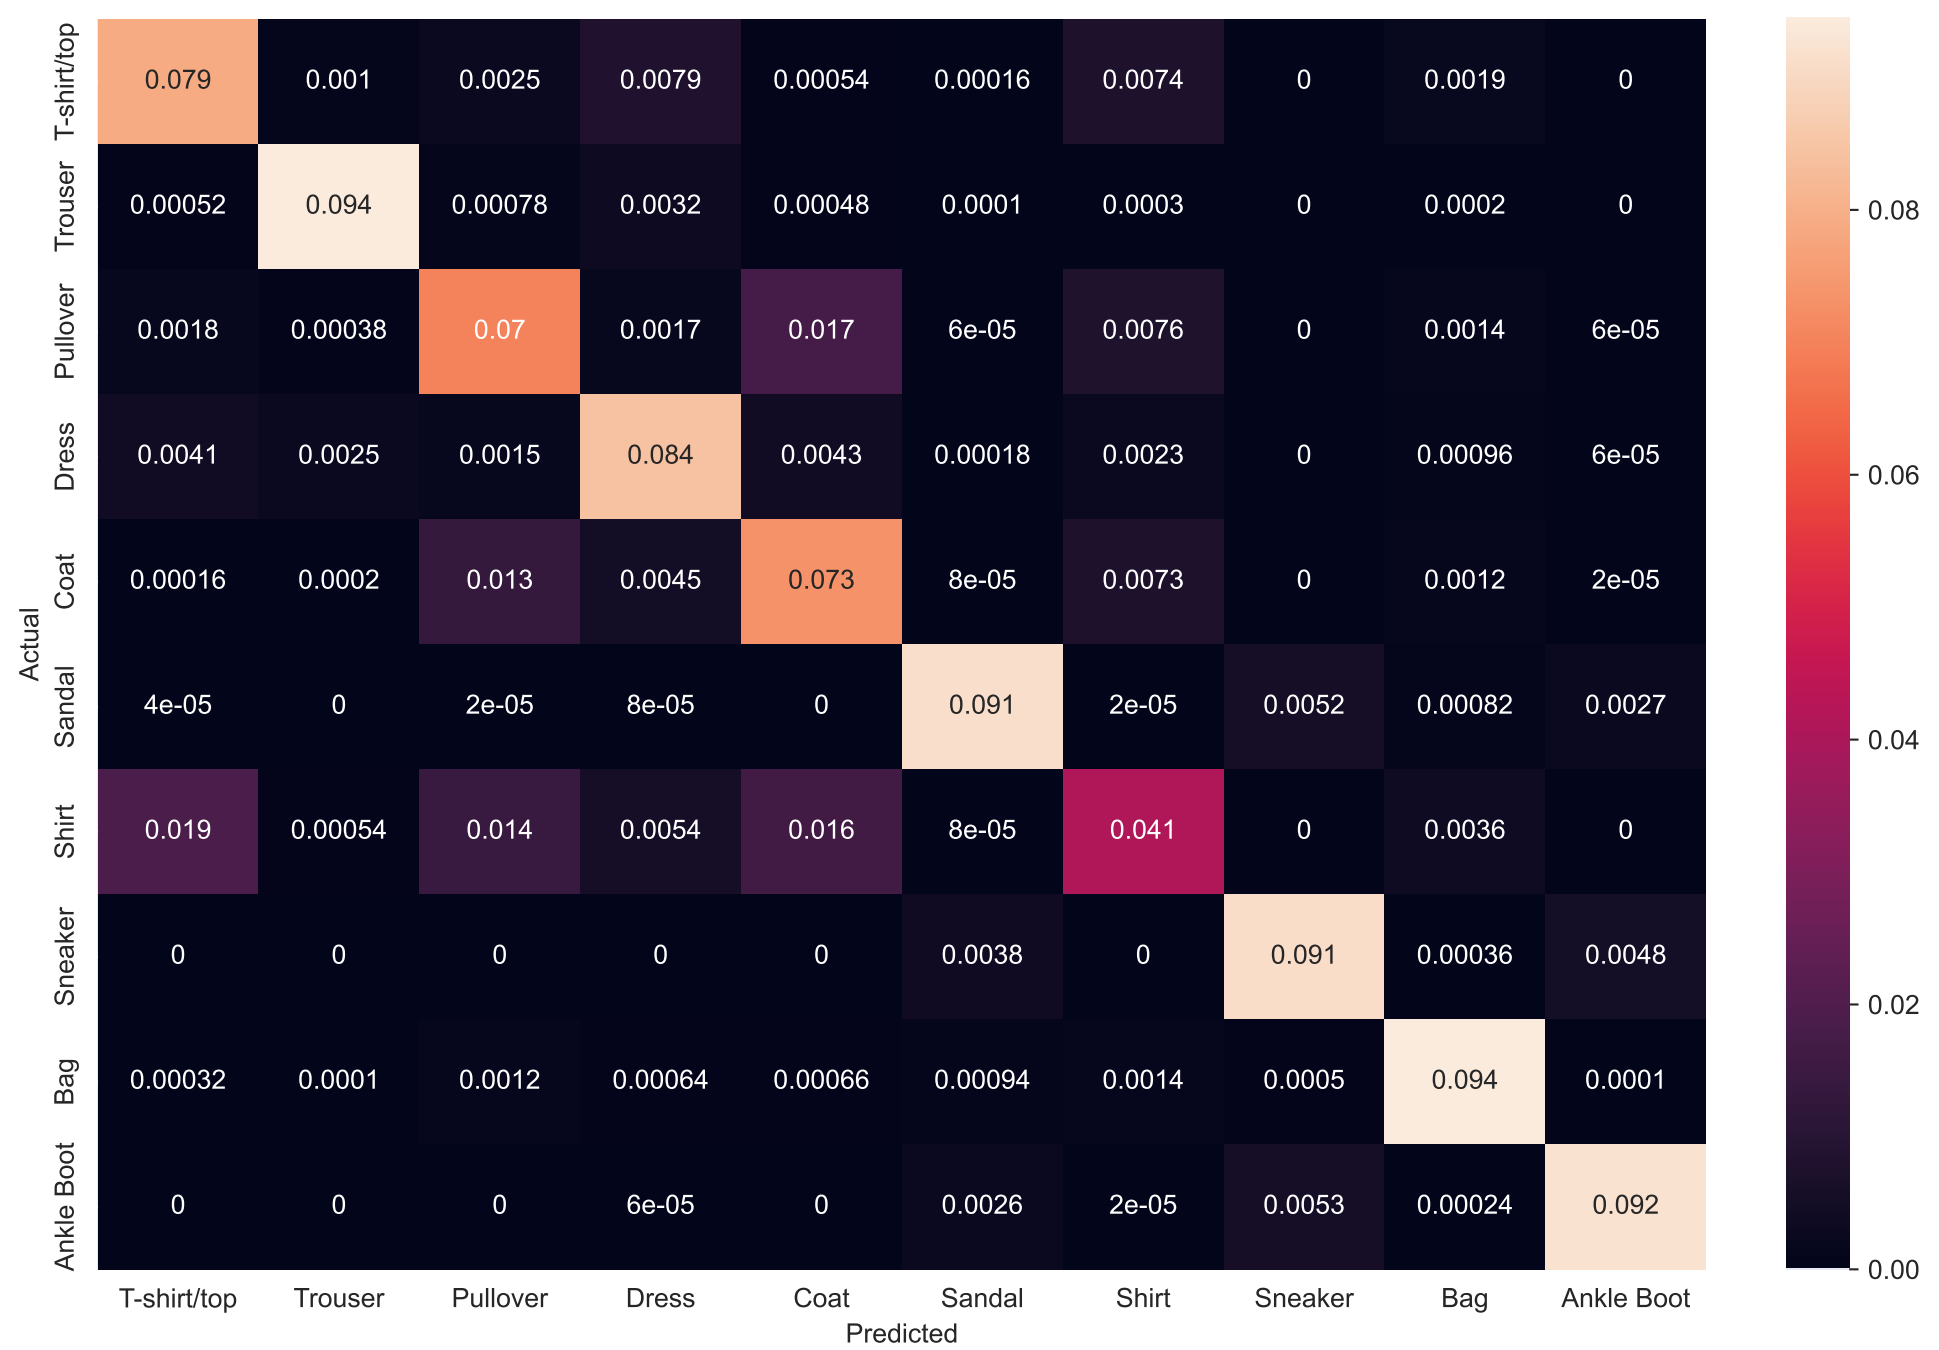 T-shirt/top 0.079 0.001 0.0025 0.0079 0.00054 0.00016 0.0074 0 0.0019 0
Trouser 0.00052 0.094 0.00078 0.0032 0.00048 0.0001 0.0003 0 0.0002 0
Pullover 0.0018 0.00038 0.07 0.0017 0.017 6e-05 0.0076 0 0.0014 6e-05
Dress 0.0041 0.0025 0.0015 0.084 0.0043 0.00018 0.0023 0 0.00096 6e-05
Coat 0.00016 0.0002 0.013 0.0045 0.073 8e-05 0.0073 0 0.0012 2e-05
Actual
Sandal 4e-05 0 2e-05 8e-05 0 0.091 2e-05 0.0052 0.00082 0.0027
Shirt 0.019 0.00054 0.014 0.0054 0.016 8e-05 0.041 0 0.0036 0
Sneaker 0 0 0 0 0 0.0038 0 0.091 0.00036 0.0048
Bag 0.00032 0.0001 0.0012 0.00064 0.00066 0.00094 0.0014 0.0005 0.094 0.0001
Ankle Boot 0 0 0 6e-05 0 0.0026 2e-05 0.0053 0.00024 0.092
T-shirt/top Trouser Pullover Dress Coat Sandal Shirt Sneaker Bag Ankle Boot
Predicted
0.08
0.06
0.04
0.02
0.00